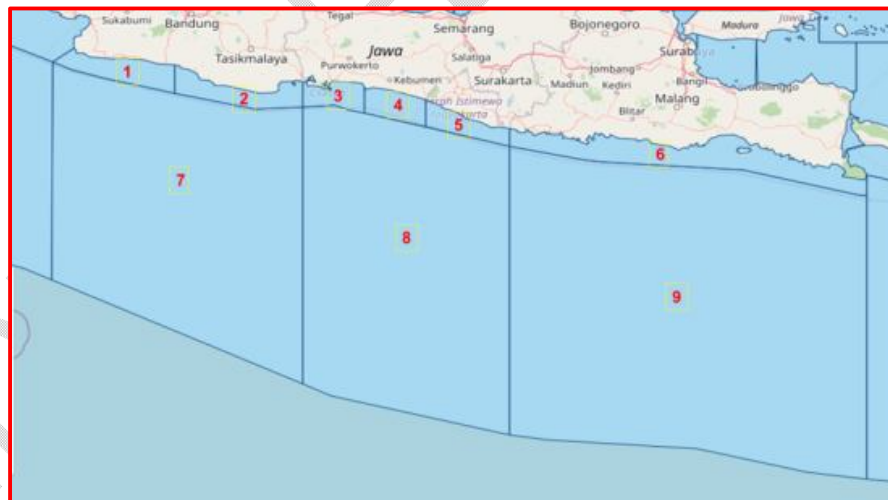 Sukabumi
Bandung
Tegal
Semarang
Bojonegoro
Madura
Jawa
Surabaya
Tasikmalaya
Purwokerto
Salatiga
Kebumen
Surakarta
Madiun
Jombang
Kediri
Bangil
Malang
Blitar
1
2
3
4
5
6
7
8
9